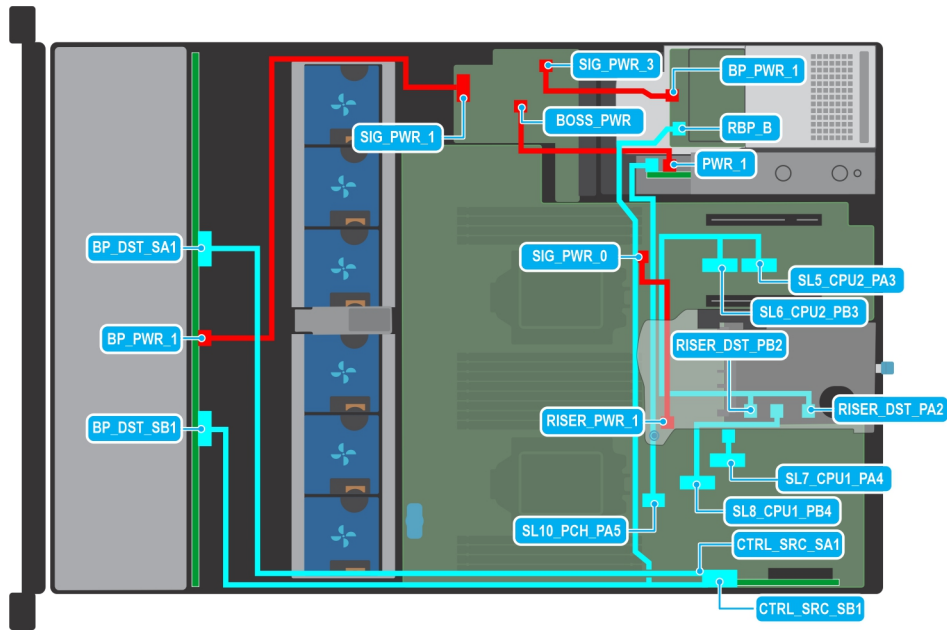 SIG_PWR_3
BP_PWR_1
BOSS_PWR
SIG_PWR_1
RBP_B
PWR_1
BP_DST_SA1
SIG_PWR_0
SL5_CPU2_PA3
SL6_CPU2_PB3
BP_PWR_1
RISER_DST_PB2
RISER_DST_PA2
RISER_PWR_1
BP_DST_SB1
SL7_CPU1_PA4
SL8_CPU1_PB4
SL10_PCH_PA5
CTRL_SRC_SA1
CTRL_SRC_SB1